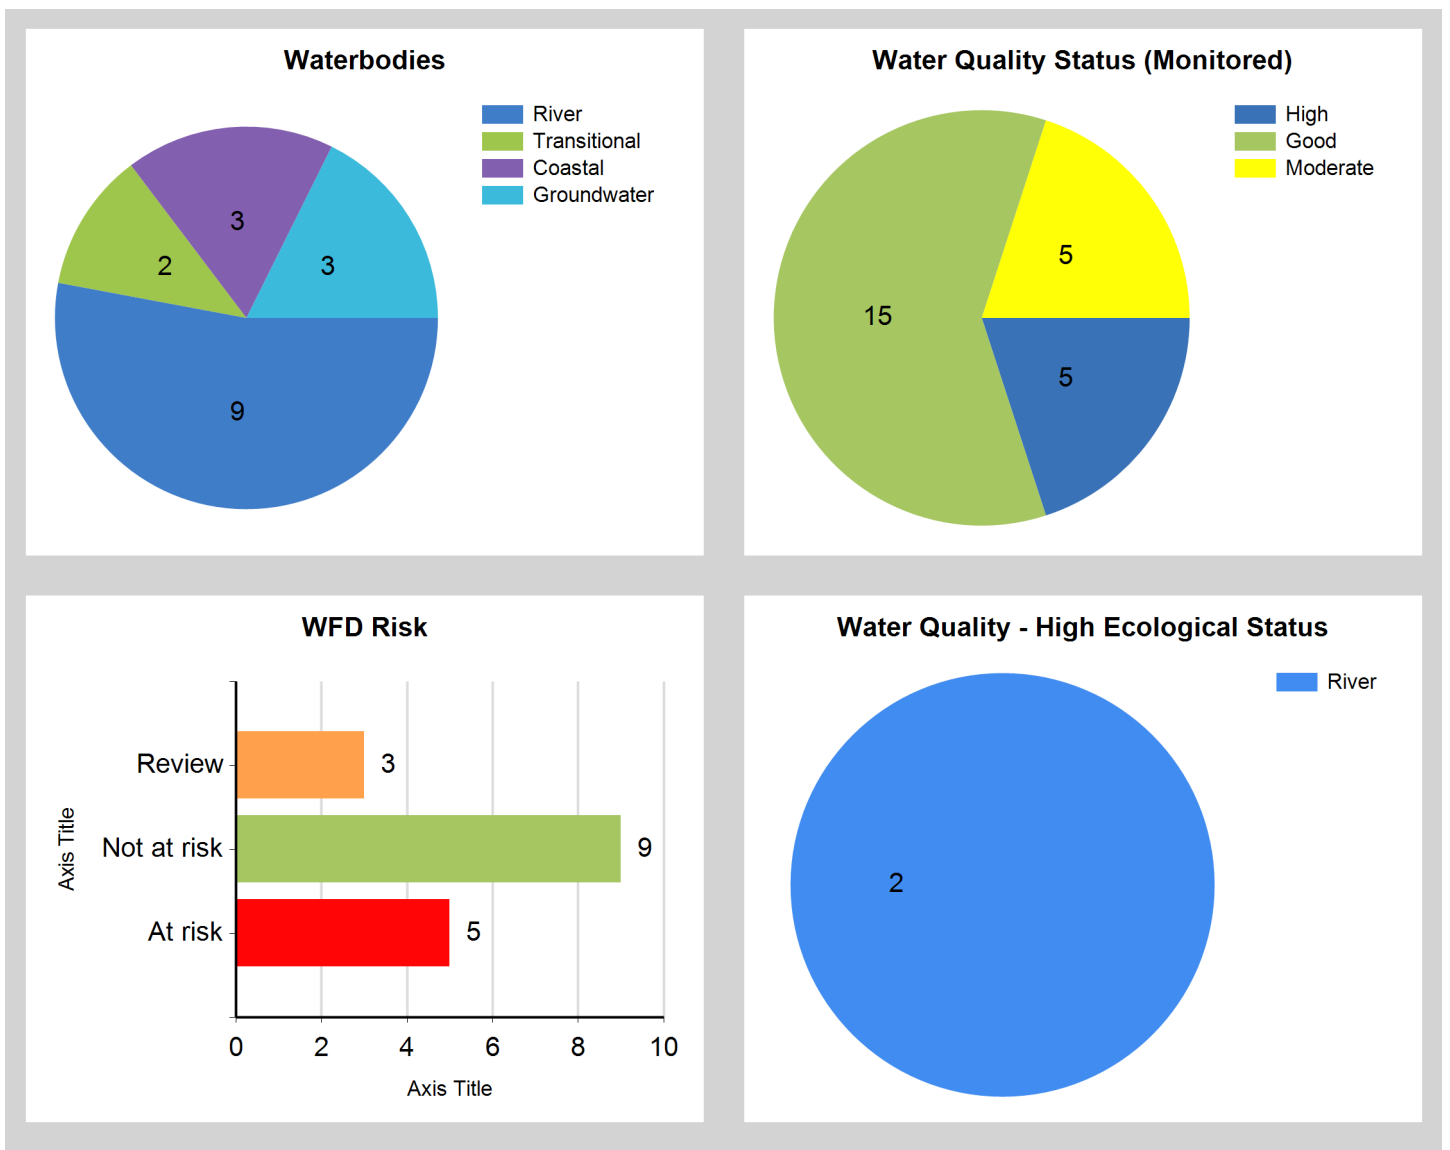 Waterbodies
River
Transitional
Coastal
Groundwater
3
2
3
9
Water Quality Status (Monitored)
High
Good
Moderate
5
15
5
WFD Risk
Review
3
Not at risk
9
At risk
5
Axis Title
0 2 4 6 8 10
Axis Title
Water Quality - High Ecological Status
River
2